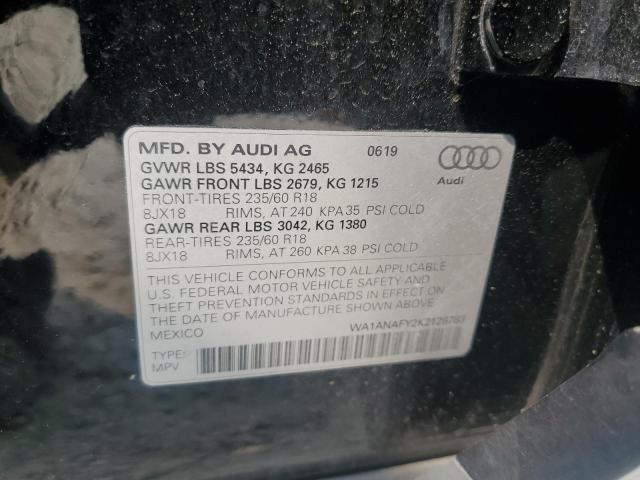 MFD. BY AUDI AG 0619
GVWR LBS 5434, KG 2465
GAWR FRONT LBS 2679, KG 1215
FRONT-TIRES 235/60 R18
8JX18 RIMS, AT 240 KPA 35 PSI COLD
GAWR REAR LBS 3042, KG 1380
REAR-TIRES 235/60 R18
8JX18 RIMS, AT 260 KPA 38 PSI COLD
Audi
THIS VEHICLE CONFORMS TO ALL APPLICABLE
U.S. FEDERAL MOTOR VEHICLE SAFETY AND
THEFT PREVENTION STANDARDS IN EFFECT ON
THE DATE OF MANUFACTURE SHOWN ABOVE
MEXICO
TYPE:
MPV